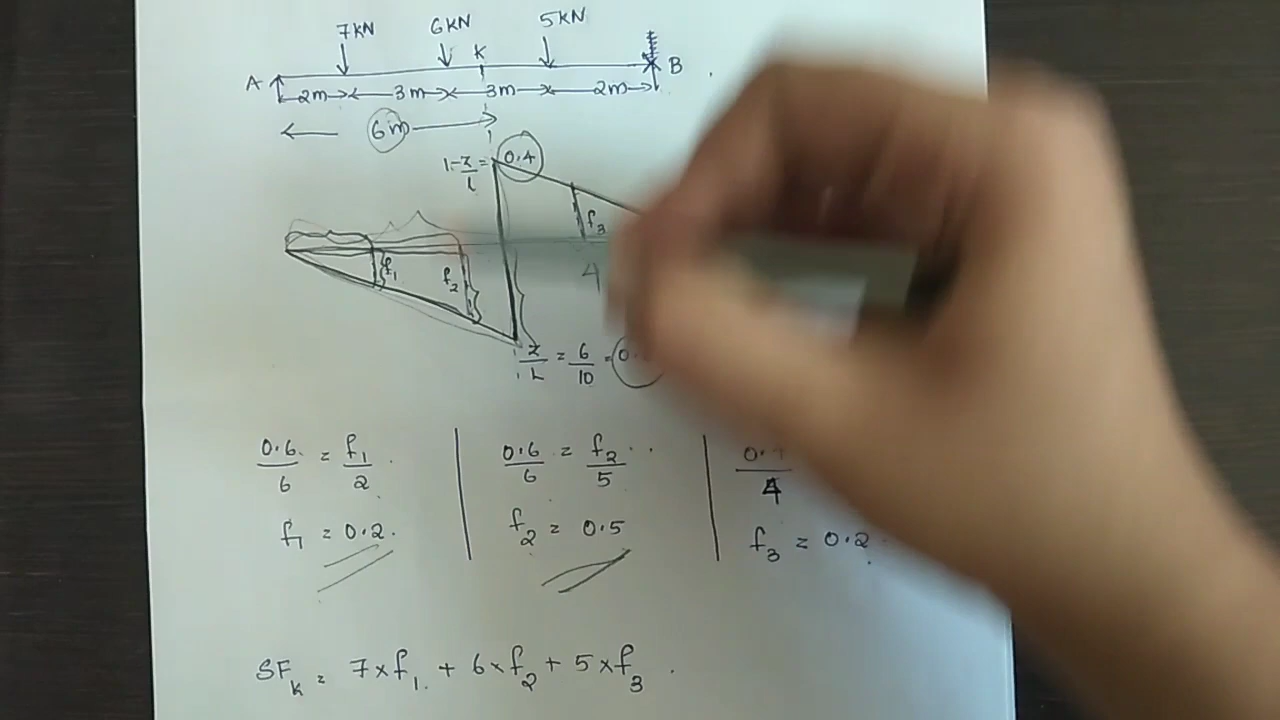 7KN 6KN 5KN
K
A B
2m 3m 3m 2m
6m
1-z/L = 0.4
f₃
f₁
f₂
4
z/L = 6/10 = 0.
0.6/6 = f₁/2
0.6/6 = f₂/5
0. /4
f₁ = 0.2.
f₂ = 0.5
f₃ = 0.2
SFₖ = 7×f₁ + 6×f₂ + 5×f₃.